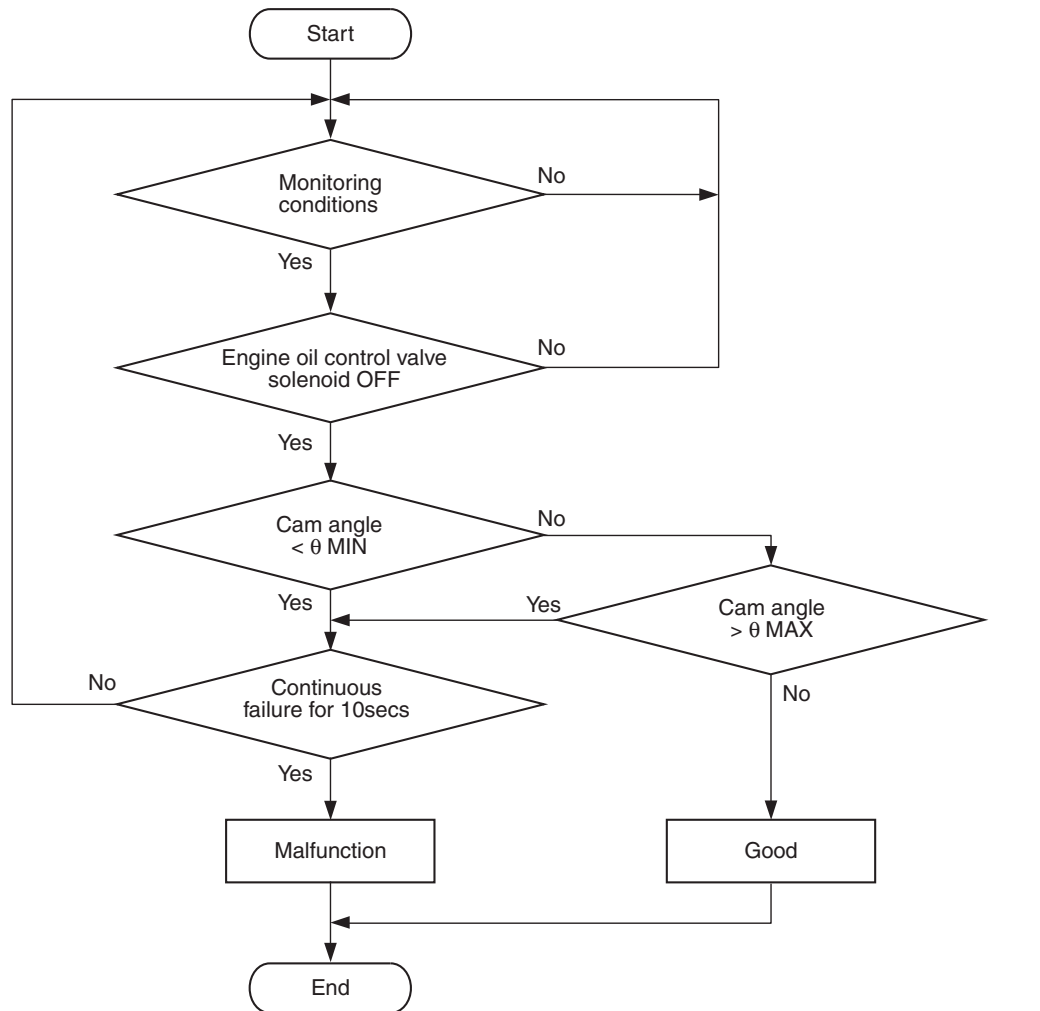 Start
Monitoring
conditions
No
Yes
Engine oil control valve
solenoid OFF
No
Yes
Cam angle
< θ MIN
No
Yes
Cam angle
> θ MAX
Yes
No
Continuous
failure for 10secs
No
Yes
Malfunction
Good
End